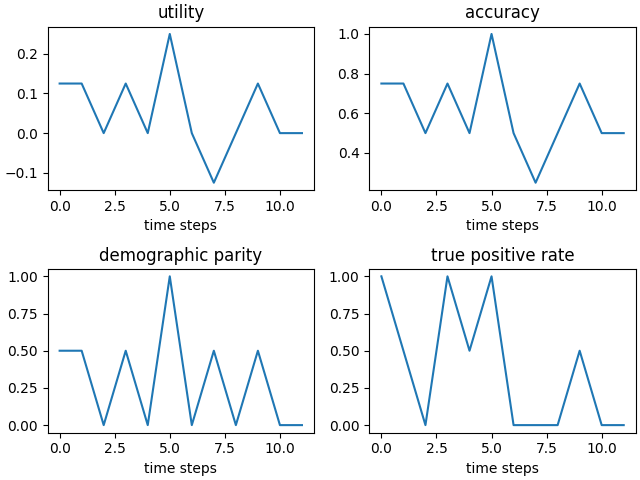 utility
accuracy
0.2
0.1
0.0
−0.1
0.0 2.5 5.0 7.5 10.0
time steps
1.0
0.8
0.6
0.4
0.0 2.5 5.0 7.5 10.0
time steps
demographic parity
true positive rate
1.00
0.75
0.50
0.25
0.00
0.0 2.5 5.0 7.5 10.0
time steps
1.00
0.75
0.50
0.25
0.00
0.0 2.5 5.0 7.5 10.0
time steps